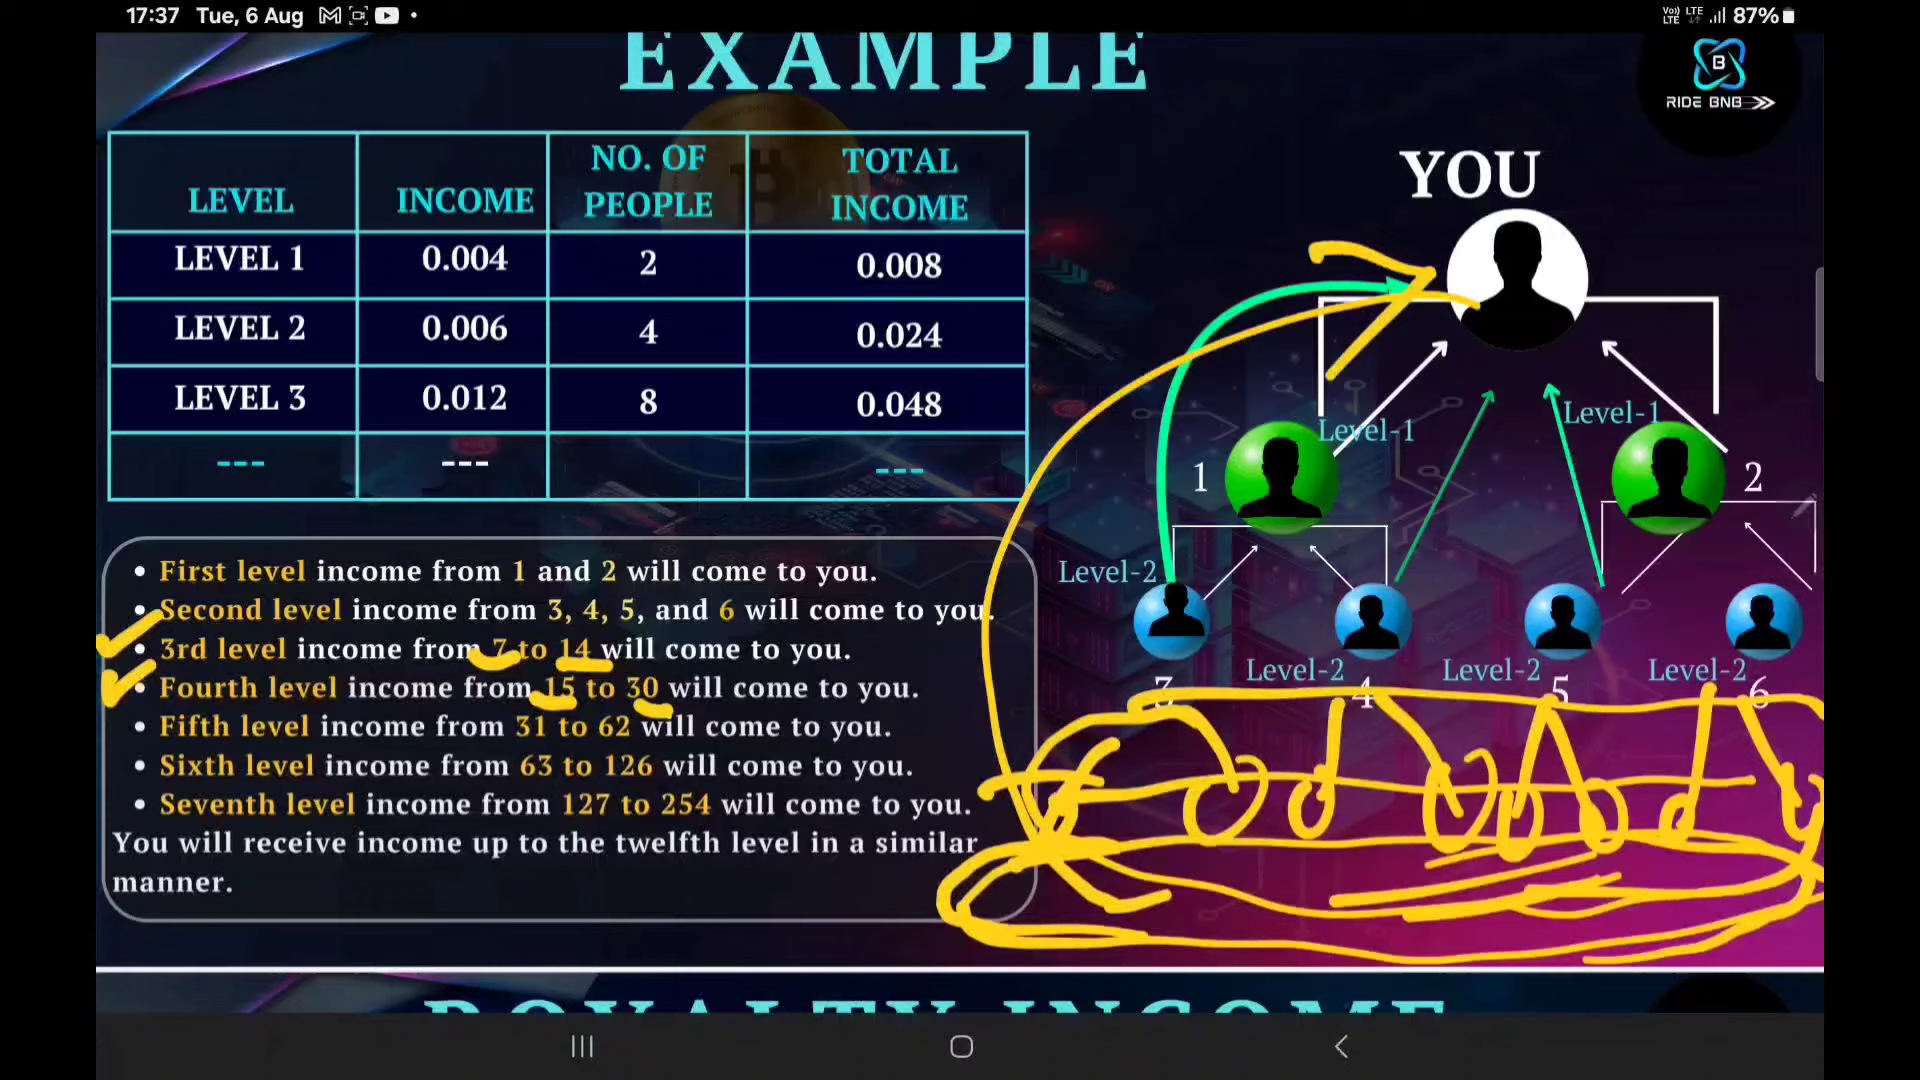 17:37 Tue, 6 Aug
Vo) LTE LTE 87%
EXAMPLE
B
RIDE BNB
LEVEL INCOME NO. OF PEOPLE TOTAL INCOME
LEVEL 1 0.004 2 0.008
LEVEL 2 0.006 4 0.024
LEVEL 3 0.012 8 0.048
--- --- ---
• First level income from 1 and 2 will come to you.
• Second level income from 3, 4, 5, and 6 will come to you.
• 3rd level income from 7 to 14 will come to you.
• Fourth level income from 15 to 30 will come to you.
• Fifth level income from 31 to 62 will come to you.
• Sixth level income from 63 to 126 will come to you.
• Seventh level income from 127 to 254 will come to you.
You will receive income up to the twelfth level in a similar
manner.
YOU
Level-1 Level-1
1 2
Level-2
Level-2 Level-2 Level-2
3 4 5 6
ROYALTY INCOME